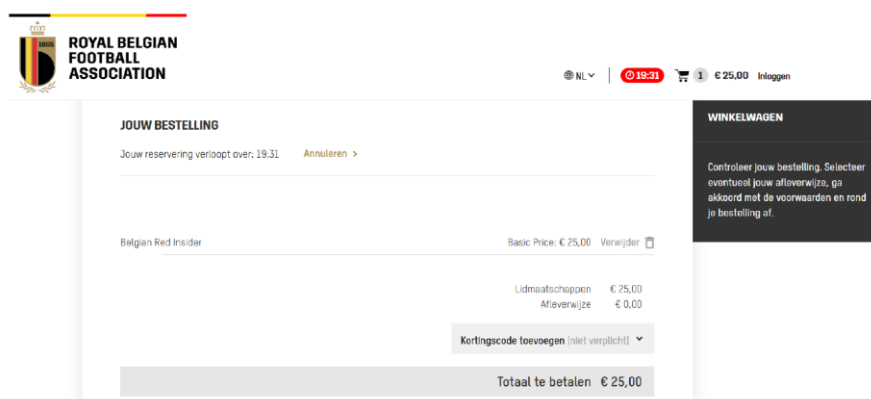 1895
ROYAL BELGIAN
FOOTBALL
ASSOCIATION
NL
19:31
1
€ 25,00
Inloggen
JOUW BESTELLING
Jouw reservering verloopt over: 19:31 Annuleren >
WINKELWAGEN
Controleer jouw bestelling. Selecteer
eventueel jouw afleverwijze, ga
akkoord met de voorwaarden en rond
je bestelling af.
Belgian Red Insider Basic Price: € 25,00 Verwijder
Lidmaatschappen € 25,00
Afleverwijze € 0,00
Kortingscode toevoegen (niet verplicht)
Totaal te betalen € 25,00